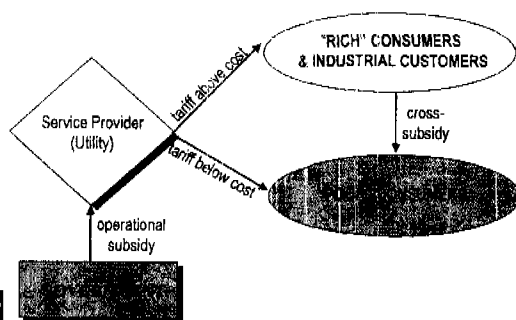 "RICH" CONSUMERS
& INDUSTRIAL CUSTOMERS
tariff above cost
Service Provider
(Utility)
cross-
subsidy
tariff below cost
operational
subsidy